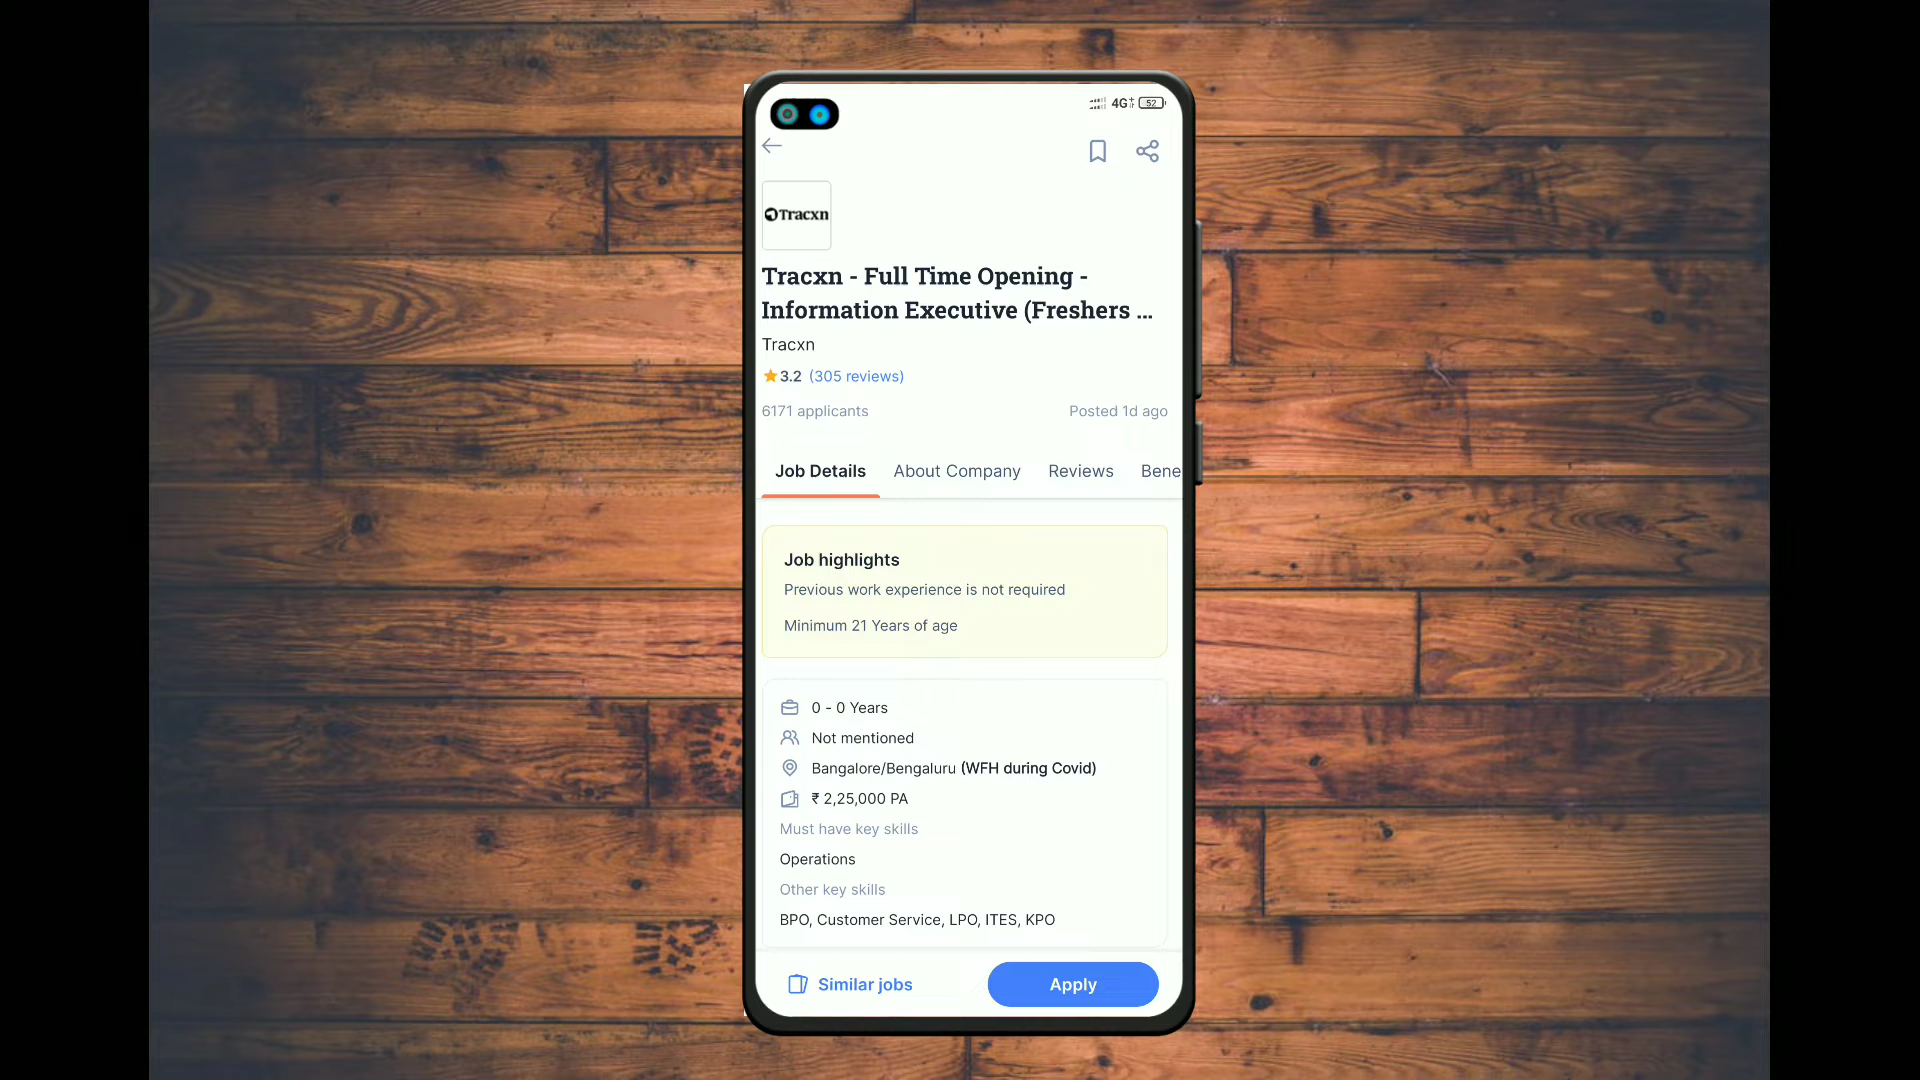 4G+
52
Tracxn
Tracxn - Full Time Opening -
Information Executive (Freshers ...
Tracxn
3.2 (305 reviews)
6171 applicants Posted 1d ago
Job Details About Company Reviews Bene
Job highlights
Previous work experience is not required
Minimum 21 Years of age
0 - 0 Years
Not mentioned
Bangalore/Bengaluru (WFH during Covid)
₹ 2,25,000 PA
Must have key skills
Operations
Other key skills
BPO, Customer Service, LPO, ITES, KPO
Similar jobs Apply